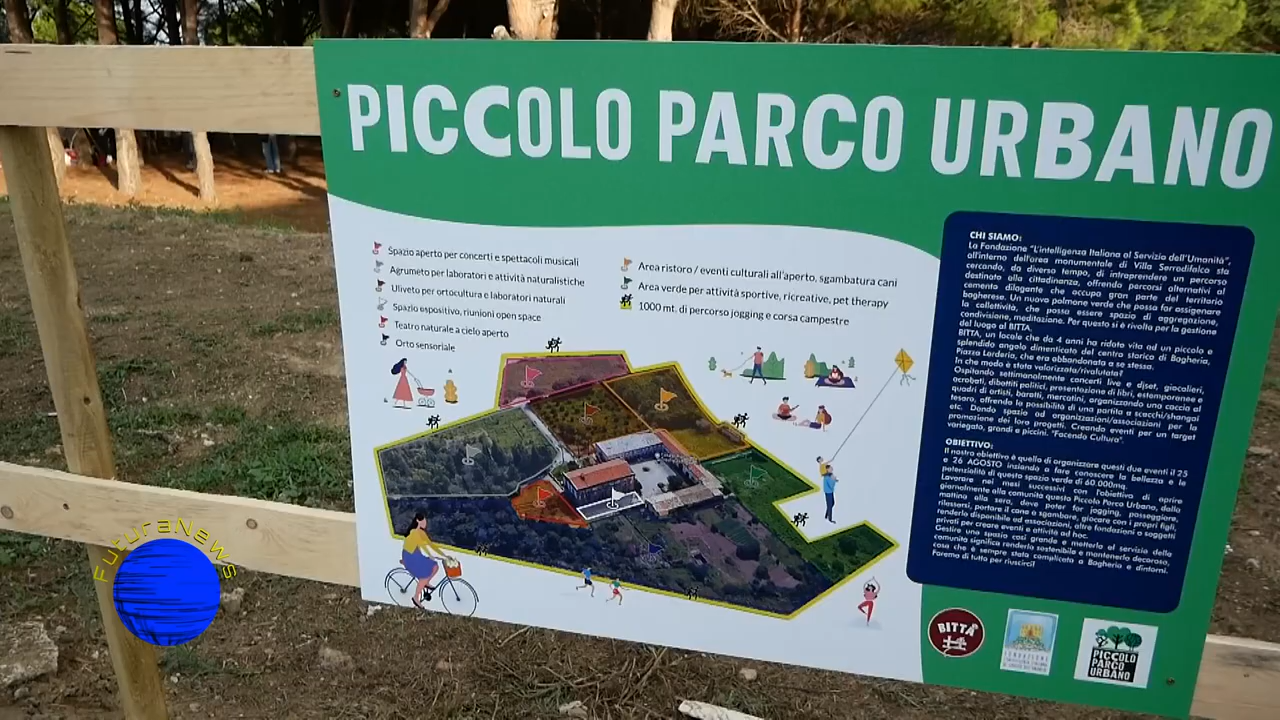 PICCOLO PARCO URBANO
Spazio aperto per concerti e spettacoli musicali
Agrumeto per laboratori e attività naturalistiche
Uliveto per ortocultura e laboratori naturali
Spazio espositivo, riunioni open space
Teatro naturale a cielo aperto
Orto sensoriale
Area ristoro / eventi culturali all'aperto, sgambatura cani
Area verde per attività sportive, ricreative, pet therapy
1000 mt. di percorso jogging e corsa campestre
CHI SIAMO:
La Fondazione "L'intelligenza Italiana al Servizio dell'Umanità",
all'interno dell'area monumentale di Villa Serradifalco sta
cercando, da diverso tempo, di intraprendere un percorso
destinato alla cittadinanza, offrendo percorsi alternativi al
cemento dilagante che occupa gran parte del territorio
bagherese. Un nuovo polmone verde che possa far assegnare
la collettività, che possa essere spazio di aggregazione,
condivisione, meditazione. Per questo si è rivolta per la gestione
del luogo al BITTA.
BITTA, un locale che da 4 anni ha ridato vita ad un piccolo e
splendido angolo dimenticato del centro storico di Bagheria,
Piazza Larderia, che era abbandonata a se stessa.
In che modo è stata valorizzata/rivalutata?
Ospitando settimanalmente concerti live e djset, giocolieri,
acrobati, dibattiti politici, presentazione di libri, estemporanee e
quadri di artisti, baratti, mercatini, organizzando una caccia al
tesoro, offrendo la possibilità di una partita a scacchi/shangai
etc. Dando spazio ad organizzazioni/associazioni per la
promozione dei loro progetti. Creando eventi per un target
variegato, grandi e piccini. "Facendo Cultura".
OBIETTIVO:
Il nostro obiettivo è quello di organizzare questi due eventi il 25
e 26 AGOSTO iniziando a fare conoscere la bellezza e le
potenzialità di questo spazio verde di 60.000mq.
Lavorare nei mesi successivi con l'obiettivo di aprire
giornalmente alla comunità questo Piccolo Parco Urbano, dalla
mattina alla sera, dove poter far jogging, passeggiare,
rilassarsi, portare il cane a sgambare, giocare con i propri figli,
renderlo disponibile ad associazioni, altre fondazioni o soggetti
privati per creare eventi e attività ad hoc.
Gestire uno spazio così grande e metterlo al servizio della
comunità significa renderlo sostenibile e mantenerlo decoroso,
cosa che è sempre stata complicata a Bagheria e dintorni.
Faremo di tutto per riuscirci!
BITTÀ
PICCOLO
PARCO
URBANO
FuturaNews